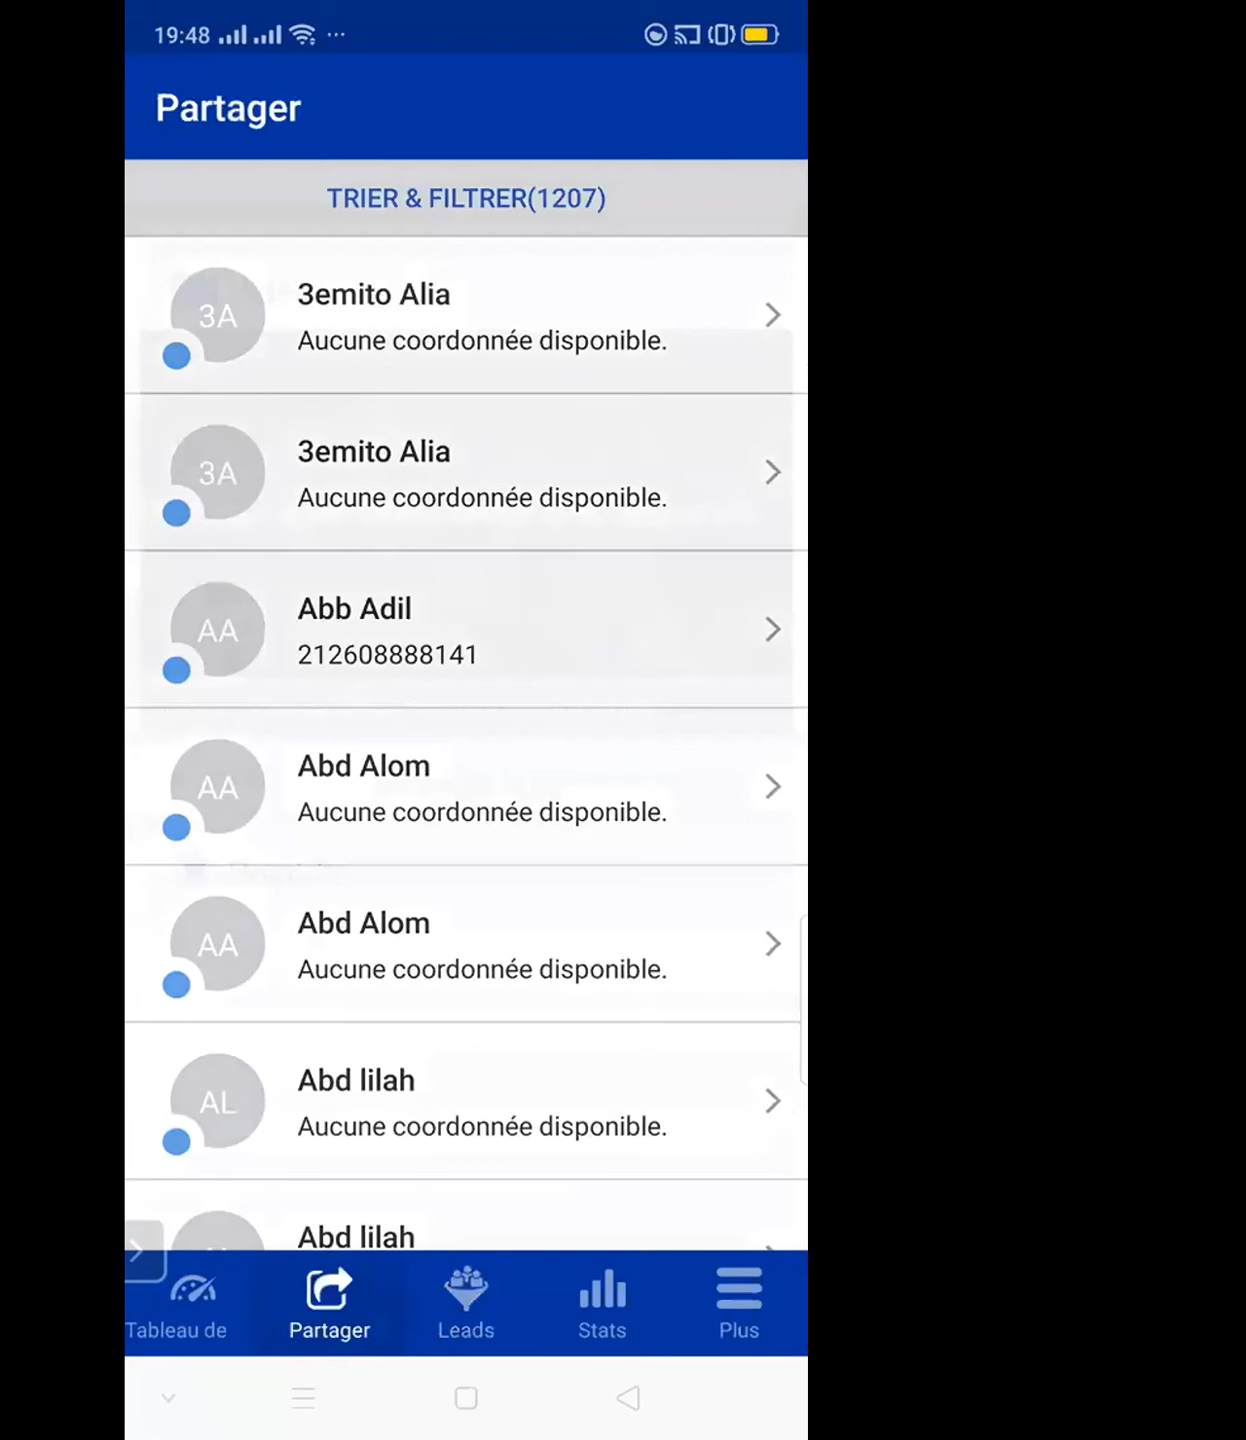 19:48
Partager
TRIER & FILTRER(1207)
3A
3emito Alia
Aucune coordonnée disponible.
3A
3emito Alia
Aucune coordonnée disponible.
AA
Abb Adil
212608888141
AA
Abd Alom
Aucune coordonnée disponible.
AA
Abd Alom
Aucune coordonnée disponible.
AL
Abd lilah
Aucune coordonnée disponible.
Abd lilah
Tableau de
Partager
Leads
Stats
Plus